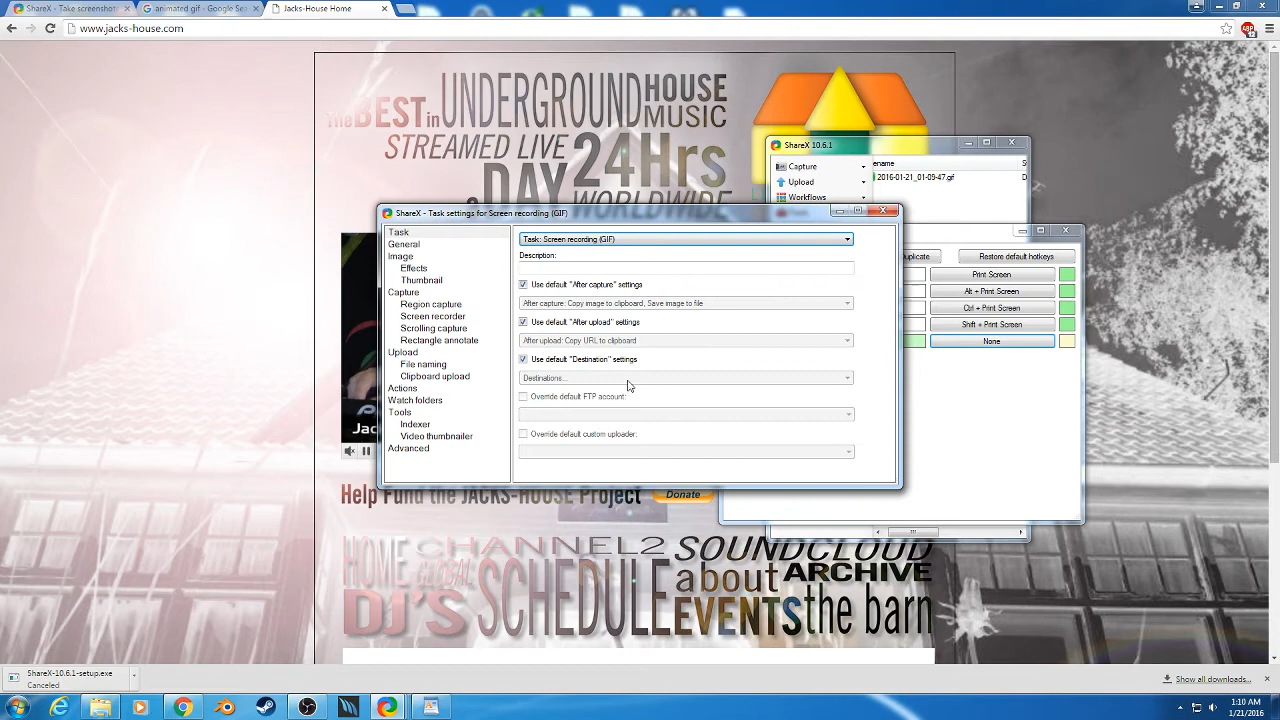 ShareX - Take screenshot
animated gif - Google Sea
Jacks-House Home
www.jacks-house.com
The BEST in UNDERGROUND HOUSE MUSIC
STREAMED LIVE 24Hrs
a DAY WORLDWIDE
ShareX 10.6.1
Capture
Upload
Workflows
ename
2016-01-21_01-09-47.gif
ShareX - Task settings for Screen recording (GIF)
Task
General
Image
Effects
Thumbnail
Capture
Region capture
Screen recorder
Scrolling capture
Rectangle annotate
Upload
File naming
Clipboard upload
Actions
Watch folders
Tools
Indexer
Video thumbnailer
Advanced
Task: Screen recording (GIF)
Description:
Use default "After capture" settings
After capture: Copy image to clipboard, Save image to file
Use default "After upload" settings
After upload: Copy URL to clipboard
Use default "Destination" settings
Destinations...
Override default FTP account:
Override default custom uploader:
uplicate
Restore default hotkeys
Print Screen
Alt + Print Screen
Ctrl + Print Screen
Shift + Print Screen
None
Jac
Help Fund the JACKS-HOUSE Project
Donate
HOME CHANNEL2 SOUNDCLOUD
GLOBAL SCHEDULE about ARCHIVE
DJ'S EVENTS the barn
ShareX-10.6.1-setup.exe
Canceled
Show all downloads...
1:10 AM
1/21/2016